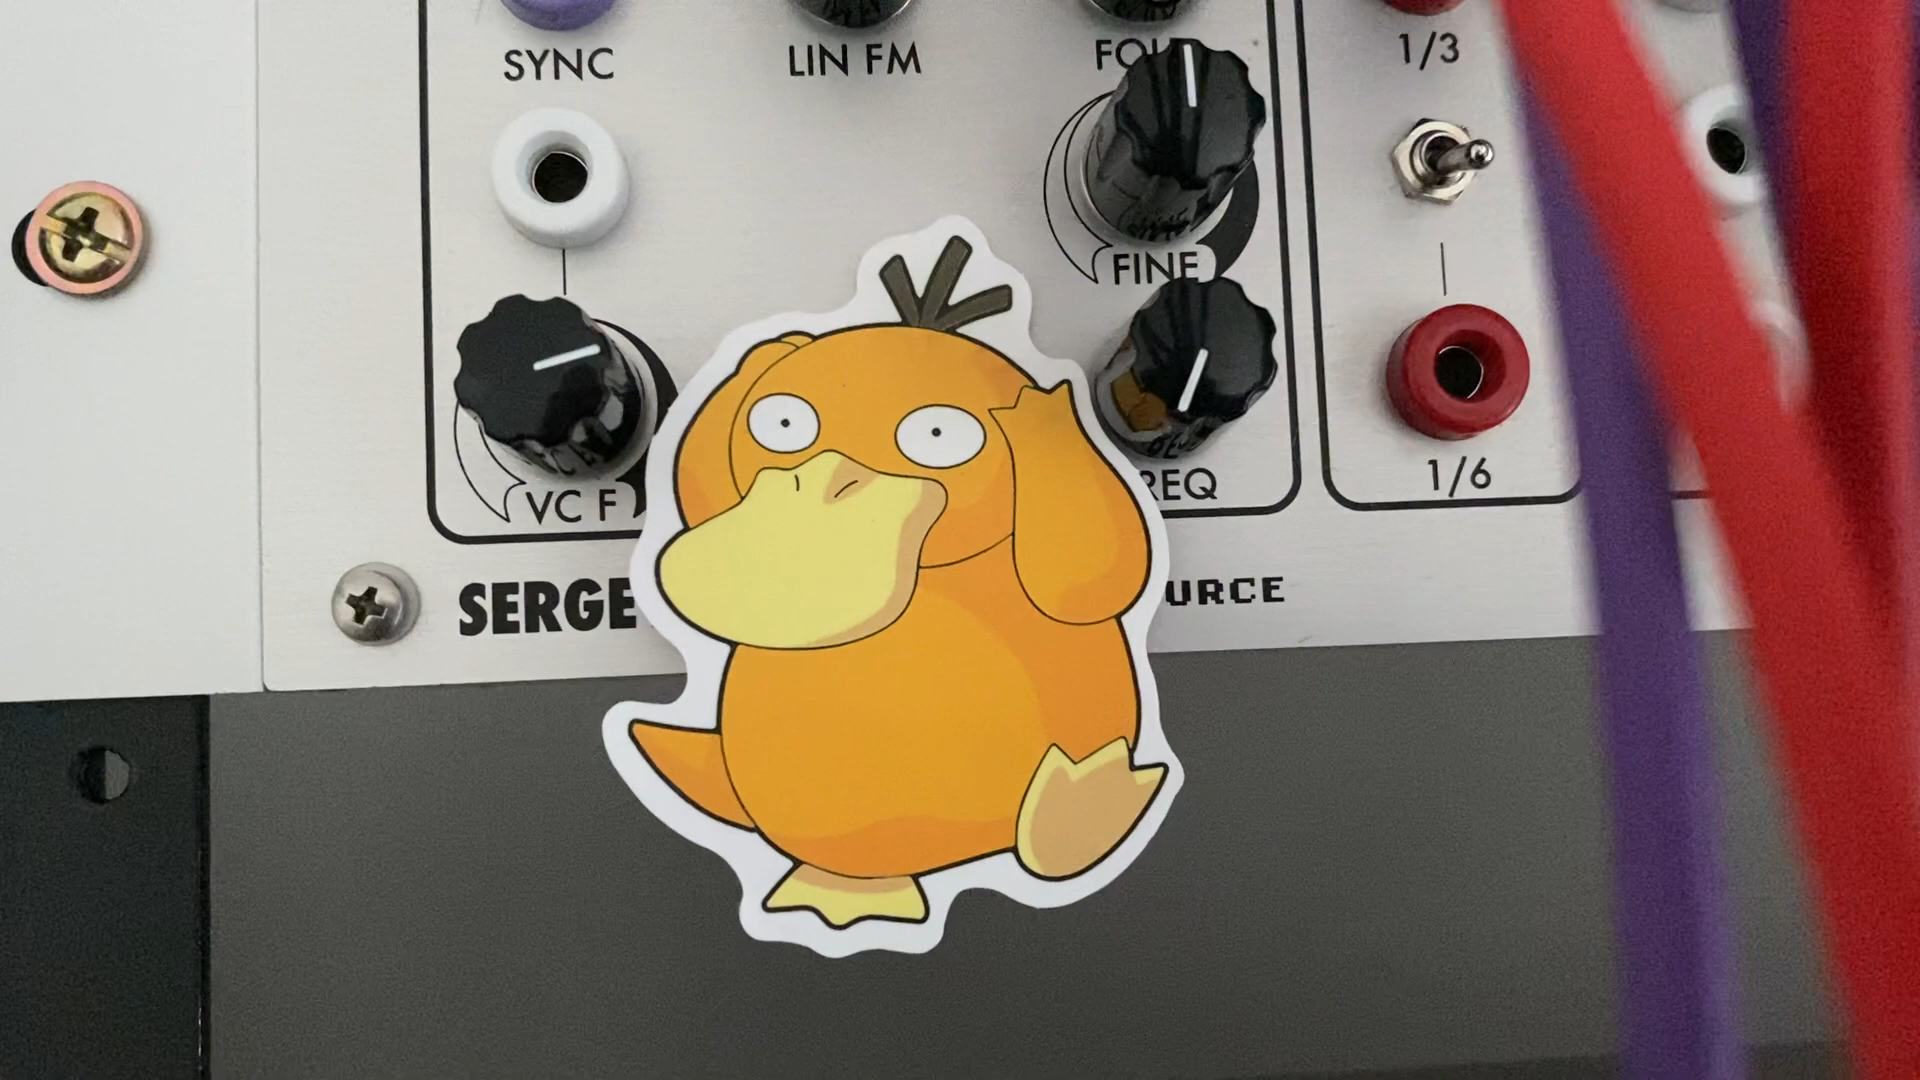 SYNC
LIN FM
1/3
FINE
VC F
REQ
1/6
SERGE
URCE